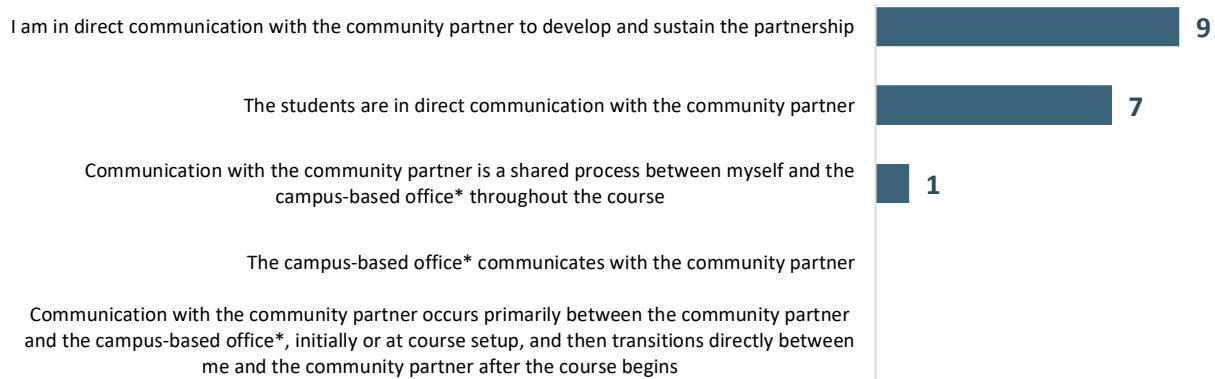 I am in direct communication with the community partner to develop and sustain the partnership
9
The students are in direct communication with the community partner
7
Communication with the community partner is a shared process between myself and the
campus-based office* throughout the course
1
The campus-based office* communicates with the community partner
Communication with the community partner occurs primarily between the community partner
and the campus-based office*, initially or at course setup, and then transitions directly between
me and the community partner after the course begins